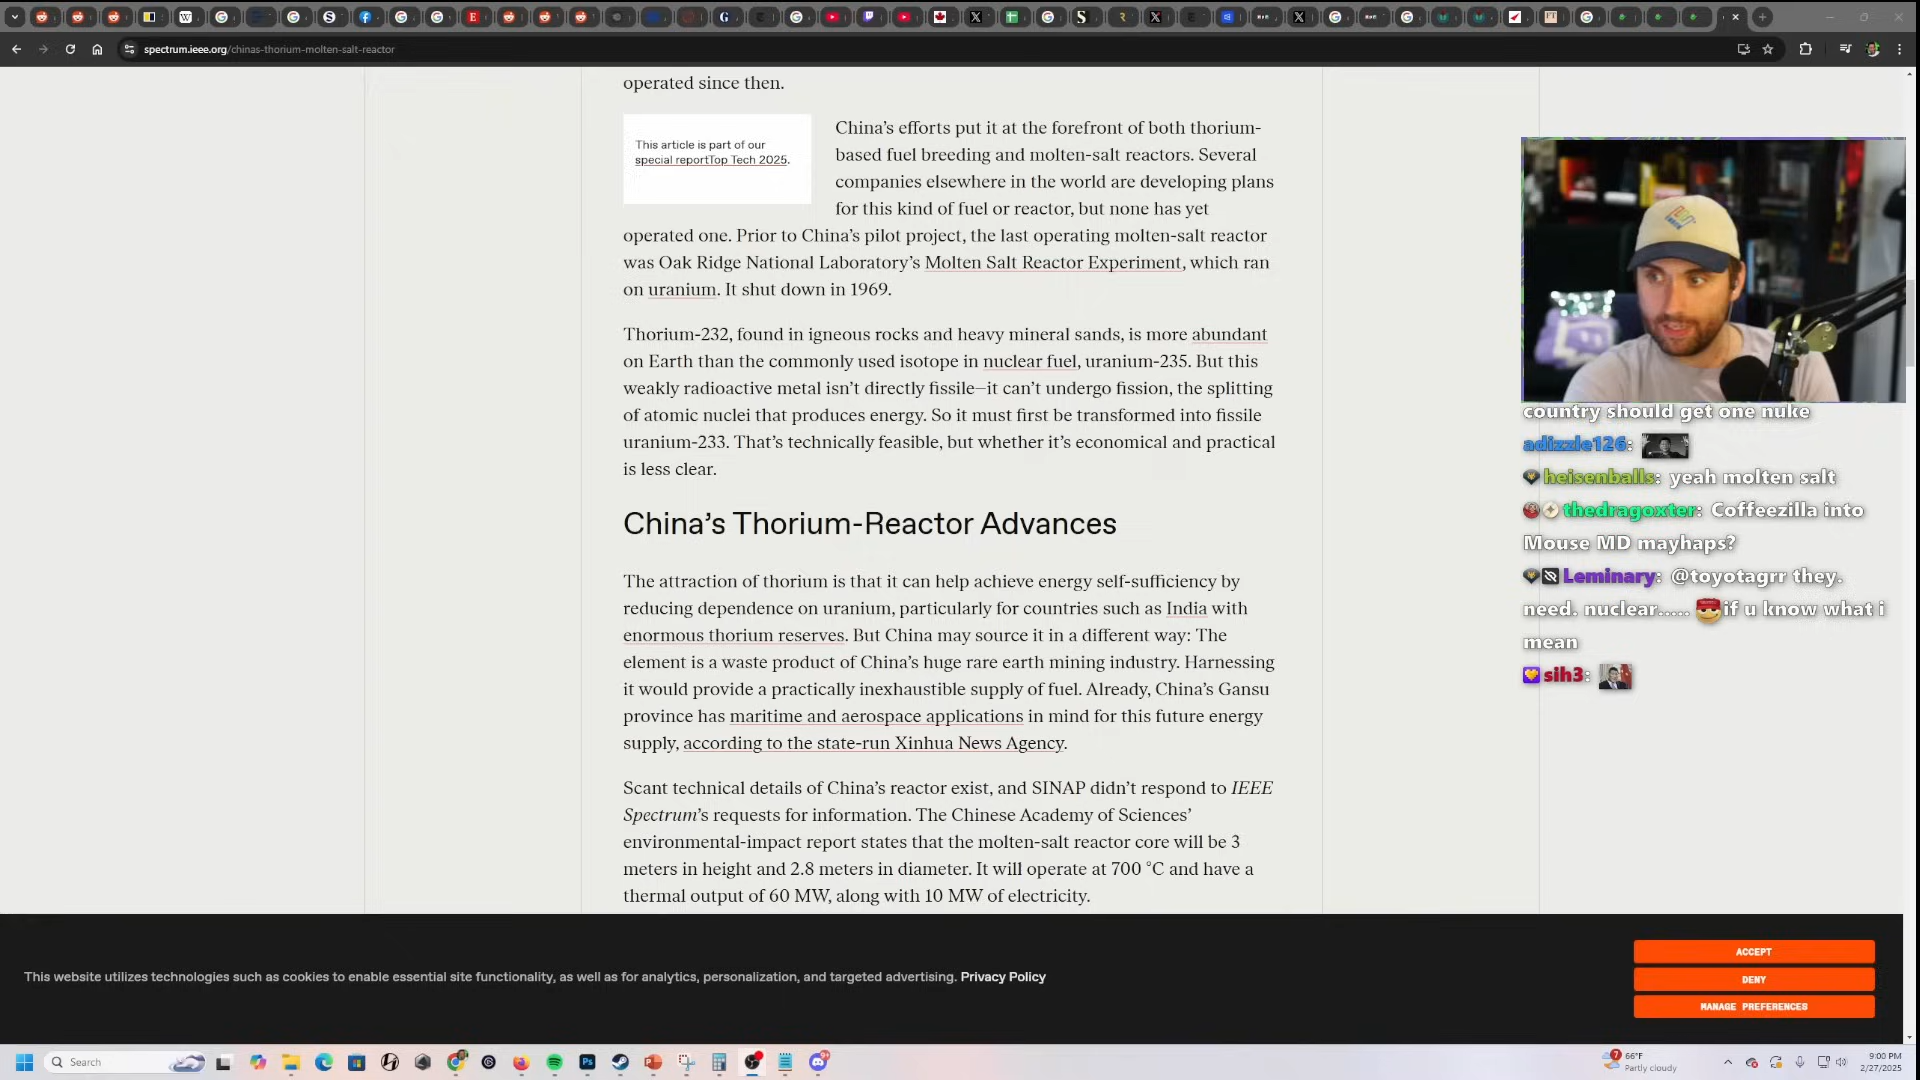 spectrum.ieee.org/chinas-thorium-molten-salt-reactor
operated since then.
This article is part of our
special reportTop Tech 2025.
China’s efforts put it at the forefront of both thorium-
based fuel breeding and molten-salt reactors. Several
companies elsewhere in the world are developing plans
for this kind of fuel or reactor, but none has yet
operated one. Prior to China’s pilot project, the last operating molten-salt reactor
was Oak Ridge National Laboratory’s Molten Salt Reactor Experiment, which ran
on uranium. It shut down in 1969.
Thorium-232, found in igneous rocks and heavy mineral sands, is more abundant
on Earth than the commonly used isotope in nuclear fuel, uranium-235. But this
weakly radioactive metal isn’t directly fissile—it can’t undergo fission, the splitting
of atomic nuclei that produces energy. So it must first be transformed into fissile
uranium-233. That’s technically feasible, but whether it’s economical and practical
is less clear.
China’s Thorium-Reactor Advances
The attraction of thorium is that it can help achieve energy self-sufficiency by
reducing dependence on uranium, particularly for countries such as India with
enormous thorium reserves. But China may source it in a different way: The
element is a waste product of China’s huge rare earth mining industry. Harnessing
it would provide a practically inexhaustible supply of fuel. Already, China’s Gansu
province has maritime and aerospace applications in mind for this future energy
supply, according to the state-run Xinhua News Agency.
Scant technical details of China’s reactor exist, and SINAP didn’t respond to IEEE
Spectrum’s requests for information. The Chinese Academy of Sciences’
environmental-impact report states that the molten-salt reactor core will be 3
meters in height and 2.8 meters in diameter. It will operate at 700 °C and have a
thermal output of 60 MW, along with 10 MW of electricity.
country should get one nuke
adizzle126:
heisenballs: yeah molten salt
thedragoxter: Coffeezilla into
Mouse MD mayhaps?
Leminary: @toyotagrr they.
need. nuclear..... if u know what i
mean
sih3:
This website utilizes technologies such as cookies to enable essential site functionality, as well as for analytics, personalization, and targeted advertising. Privacy Policy
ACCEPT
DENY
MANAGE PREFERENCES
Search
7
66°F
Partly cloudy
9:00 PM
2/27/2025